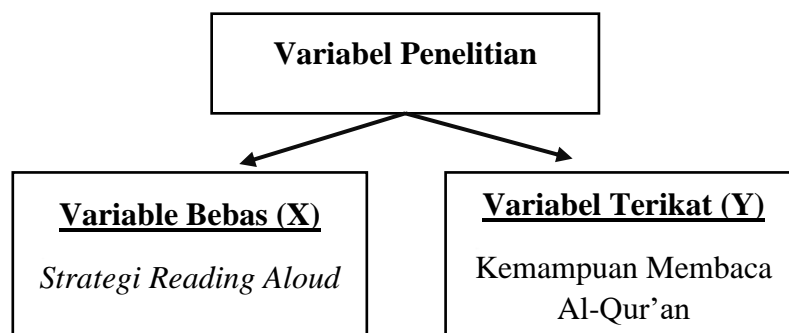 Variabel Penelitian
Variable Bebas (X)
Strategi Reading Aloud
Variabel Terikat (Y)
Kemampuan Membaca
Al-Qur’an